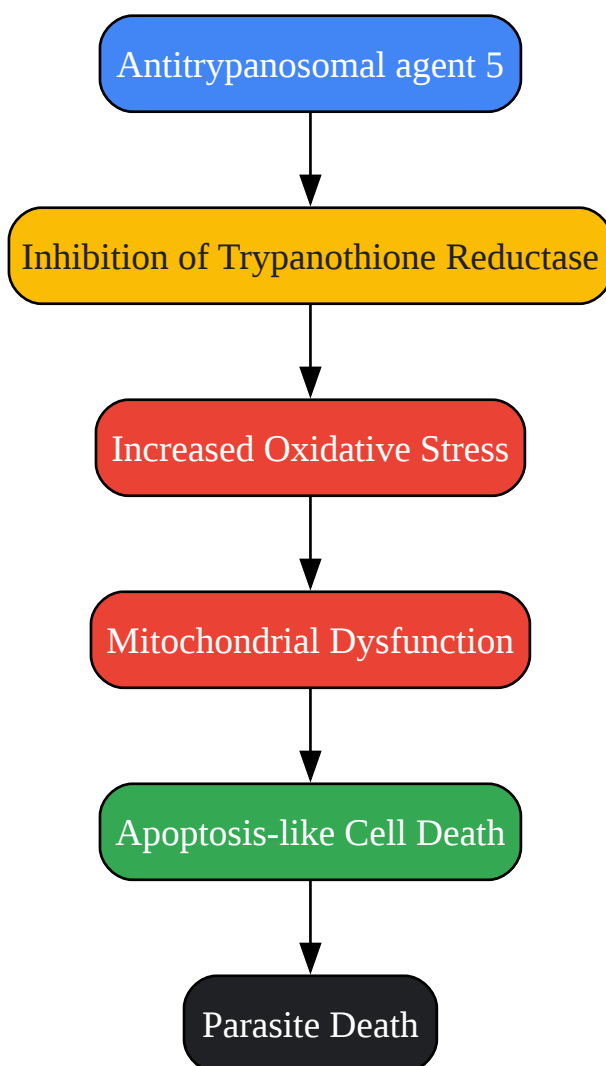 Antitrypanosomal agent 5
Inhibition of Trypanothione Reductase
Increased Oxidative Stress
Mitochondrial Dysfunction
Apoptosis-like Cell Death
Parasite Death